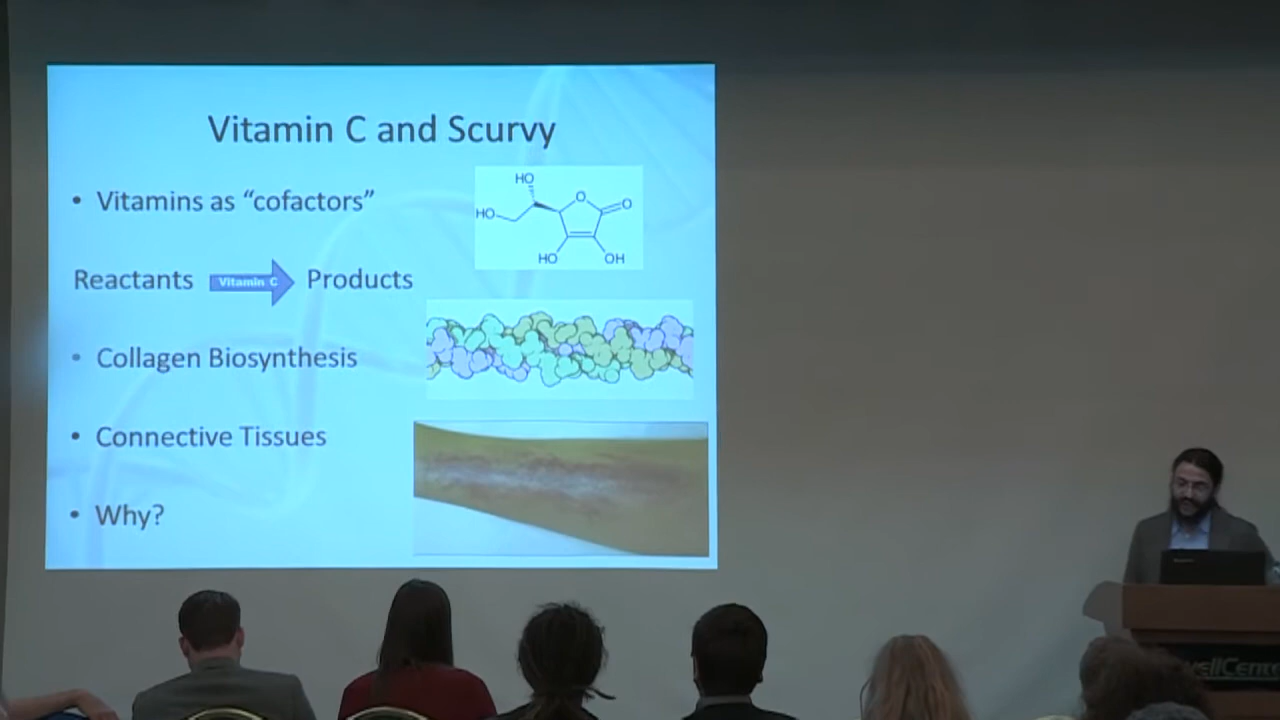 Vitamin C and Scurvy
• Vitamins as “cofactors”
HO
O
O
HO
HO
OH
Reactants Vitamin C Products
• Collagen Biosynthesis
• Connective Tissues
• Why?